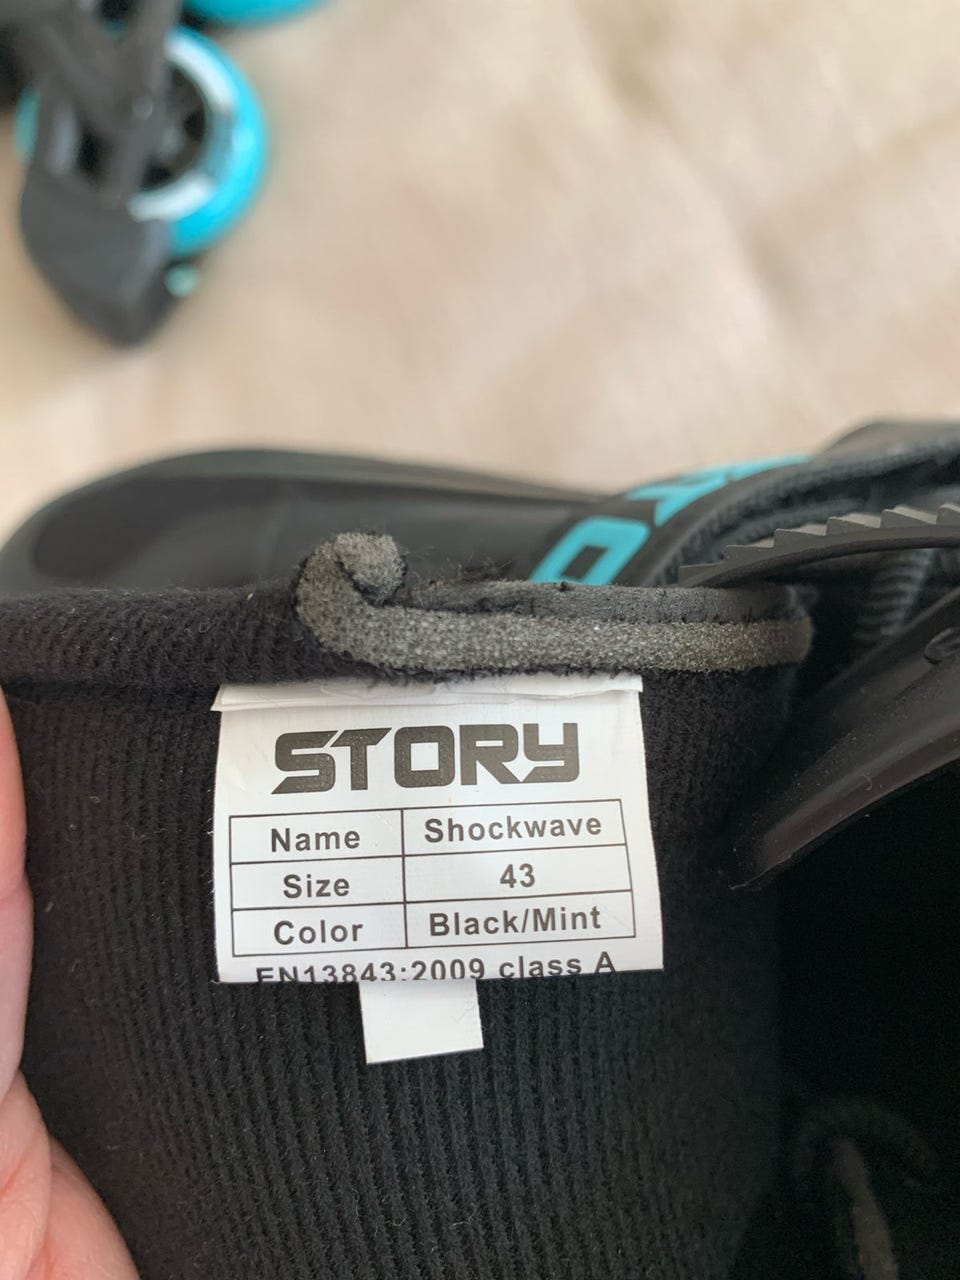 STORY
Name Shockwave
Size 43
Color Black/Mint
EN13843:2009 class A